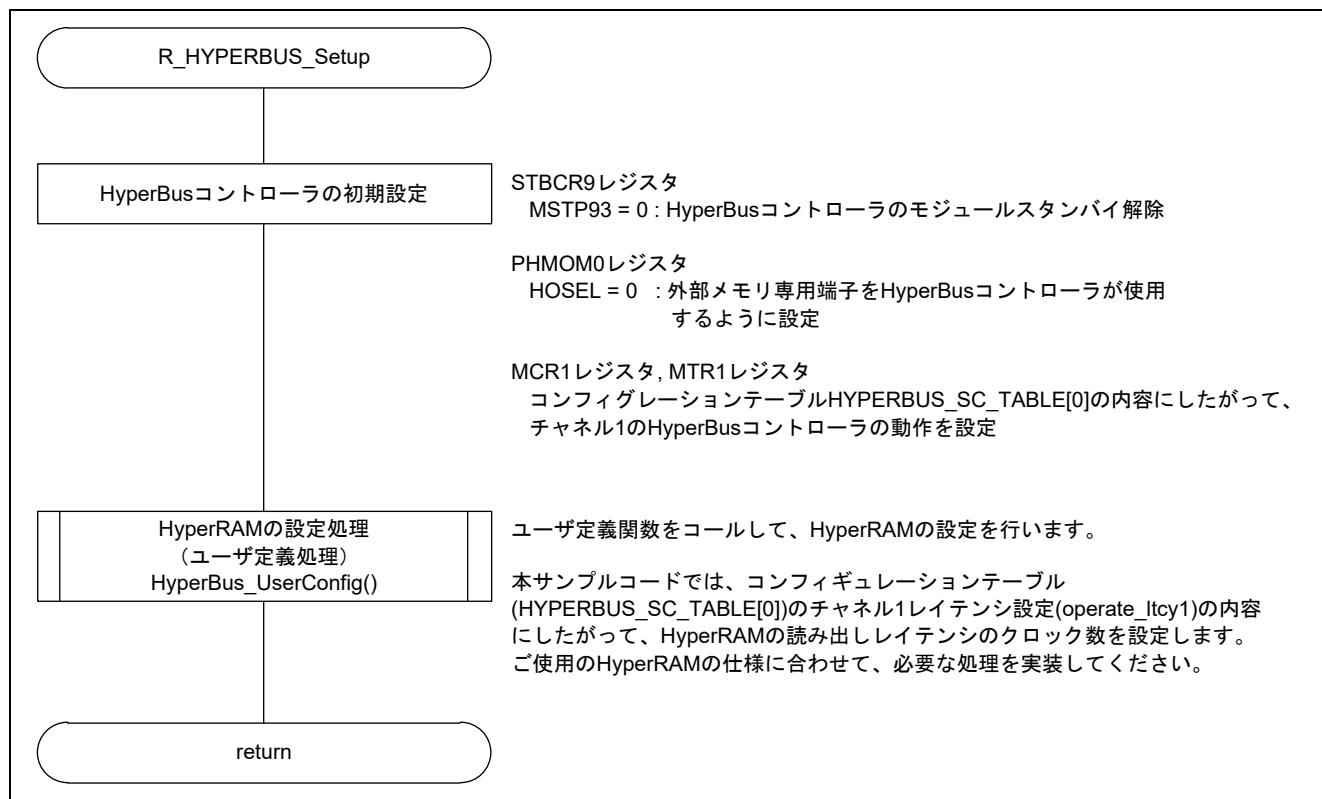 R_HYPERBUS_Setup
HyperBusコントローラの初期設定
STBCR9レジスタ
MSTP93 = 0 : HyperBusコントローラのモジュールスタンバイ解除
PHMOM0レジスタ
HOSEL = 0 : 外部メモリ専用端子をHyperBusコントローラが使用
するように設定
MCR1レジスタ, MTR1レジスタ
コンフィグレーションテーブルHYPERBUS_SC_TABLE[0]の内容にしたがって、
チャネル1のHyperBusコントローラの動作を設定
HyperRAMの設定処理
（ユーザ定義処理）
HyperBus_UserConfig()
ユーザ定義関数をコールして、HyperRAMの設定を行います。
本サンプルコードでは、コンフィギュレーションテーブル
(HYPERBUS_SC_TABLE[0])のチャネル1レイテンシ設定(operate_ltcy1)の内容
にしたがって、HyperRAMの読み出しレイテンシのクロック数を設定します。
ご使用のHyperRAMの仕様に合わせて、必要な処理を実装してください。
return